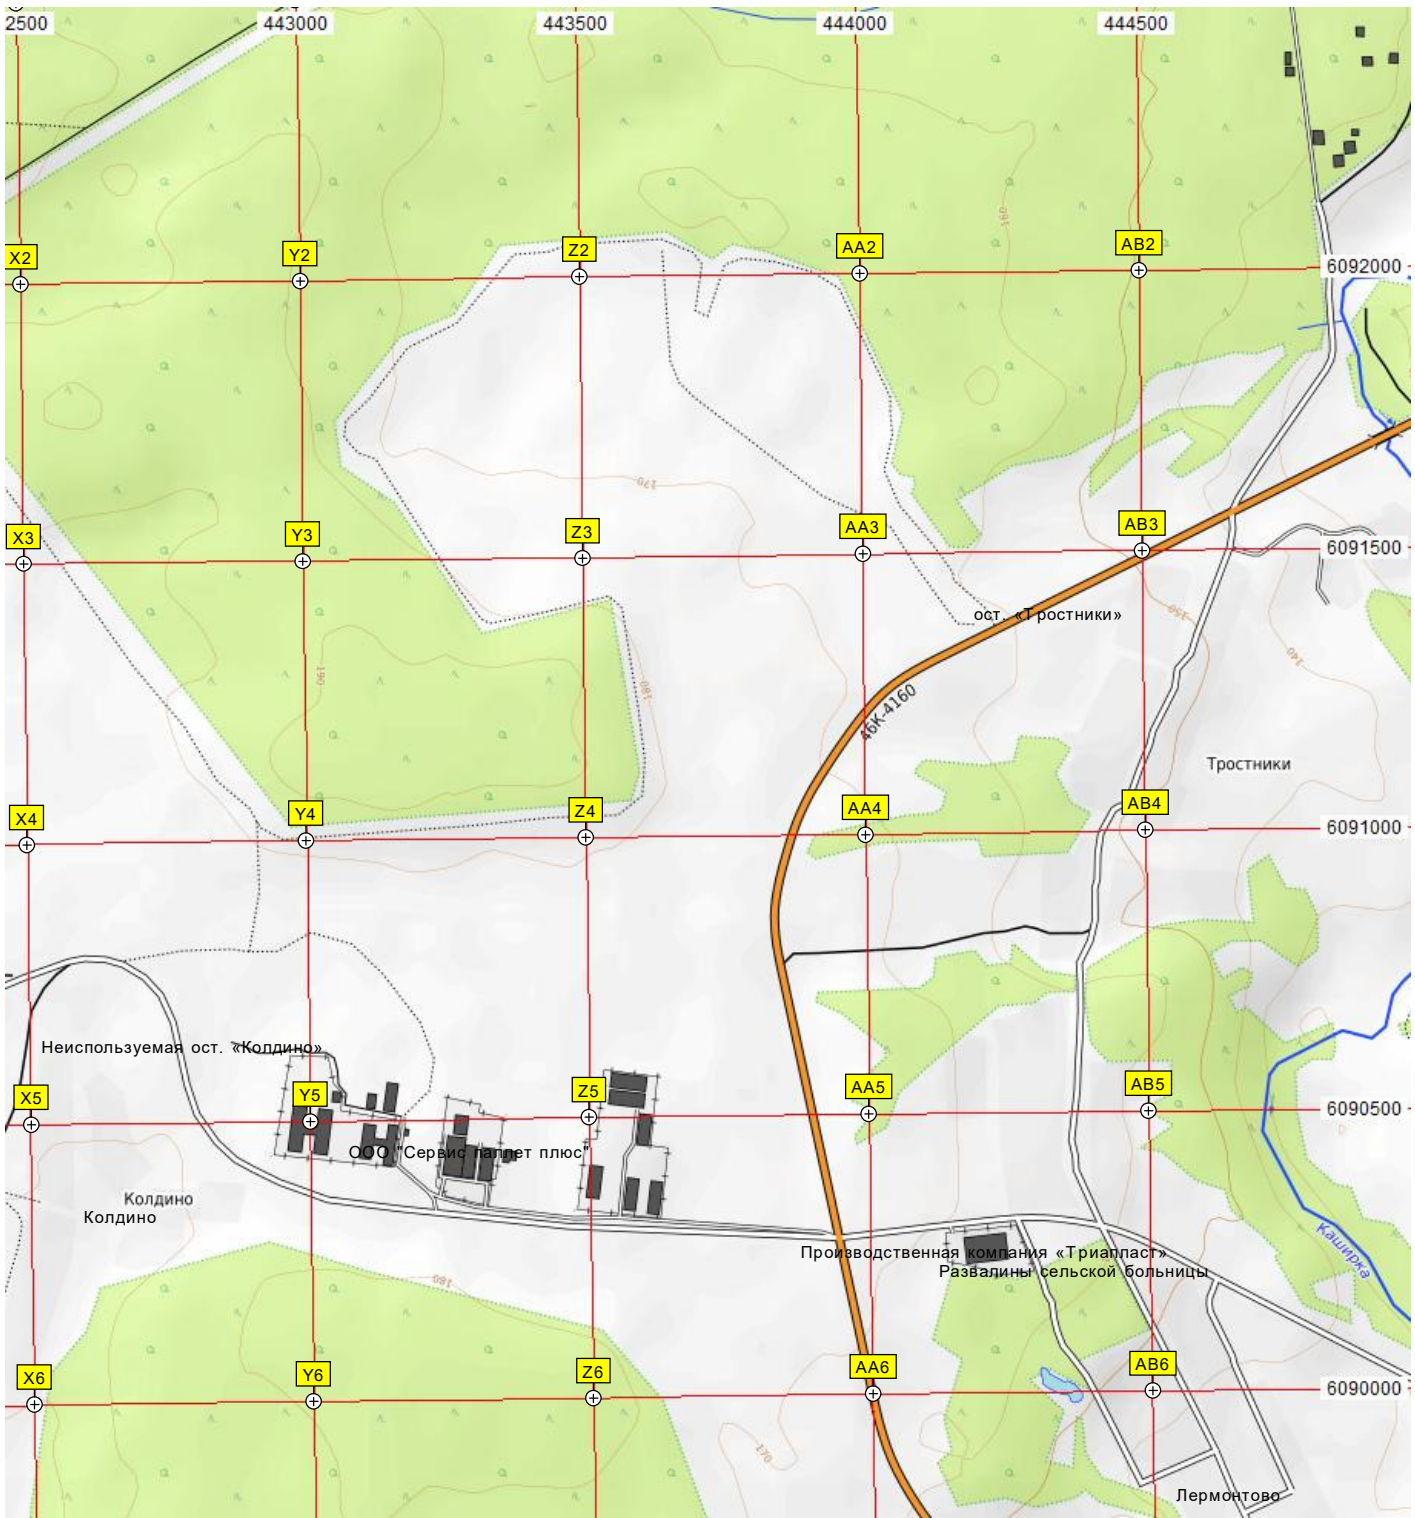 2500 443000 443500 444000 444500
160
X2 Y2 Z2 AA2 AB2 6092000
170
X3 Y3 Z3 AA3 AB3 6091500
ост. «Тростники»
150
140
190
180
46К-4160
Тростники
X4 Y4 Z4 AA4 AB4 6091000
Неиспользуемая ост. «Колдино»
X5 Y5 Z5 AA5 AB5 6090500
ООО "Сервис паллет плюс"
Колдино
Колдино
Каширка
Производственная компания «Триапласт»
Развалины сельской больницы
180
X6 Y6 Z6 AA6 AB6 6090000
170
Лермонтово